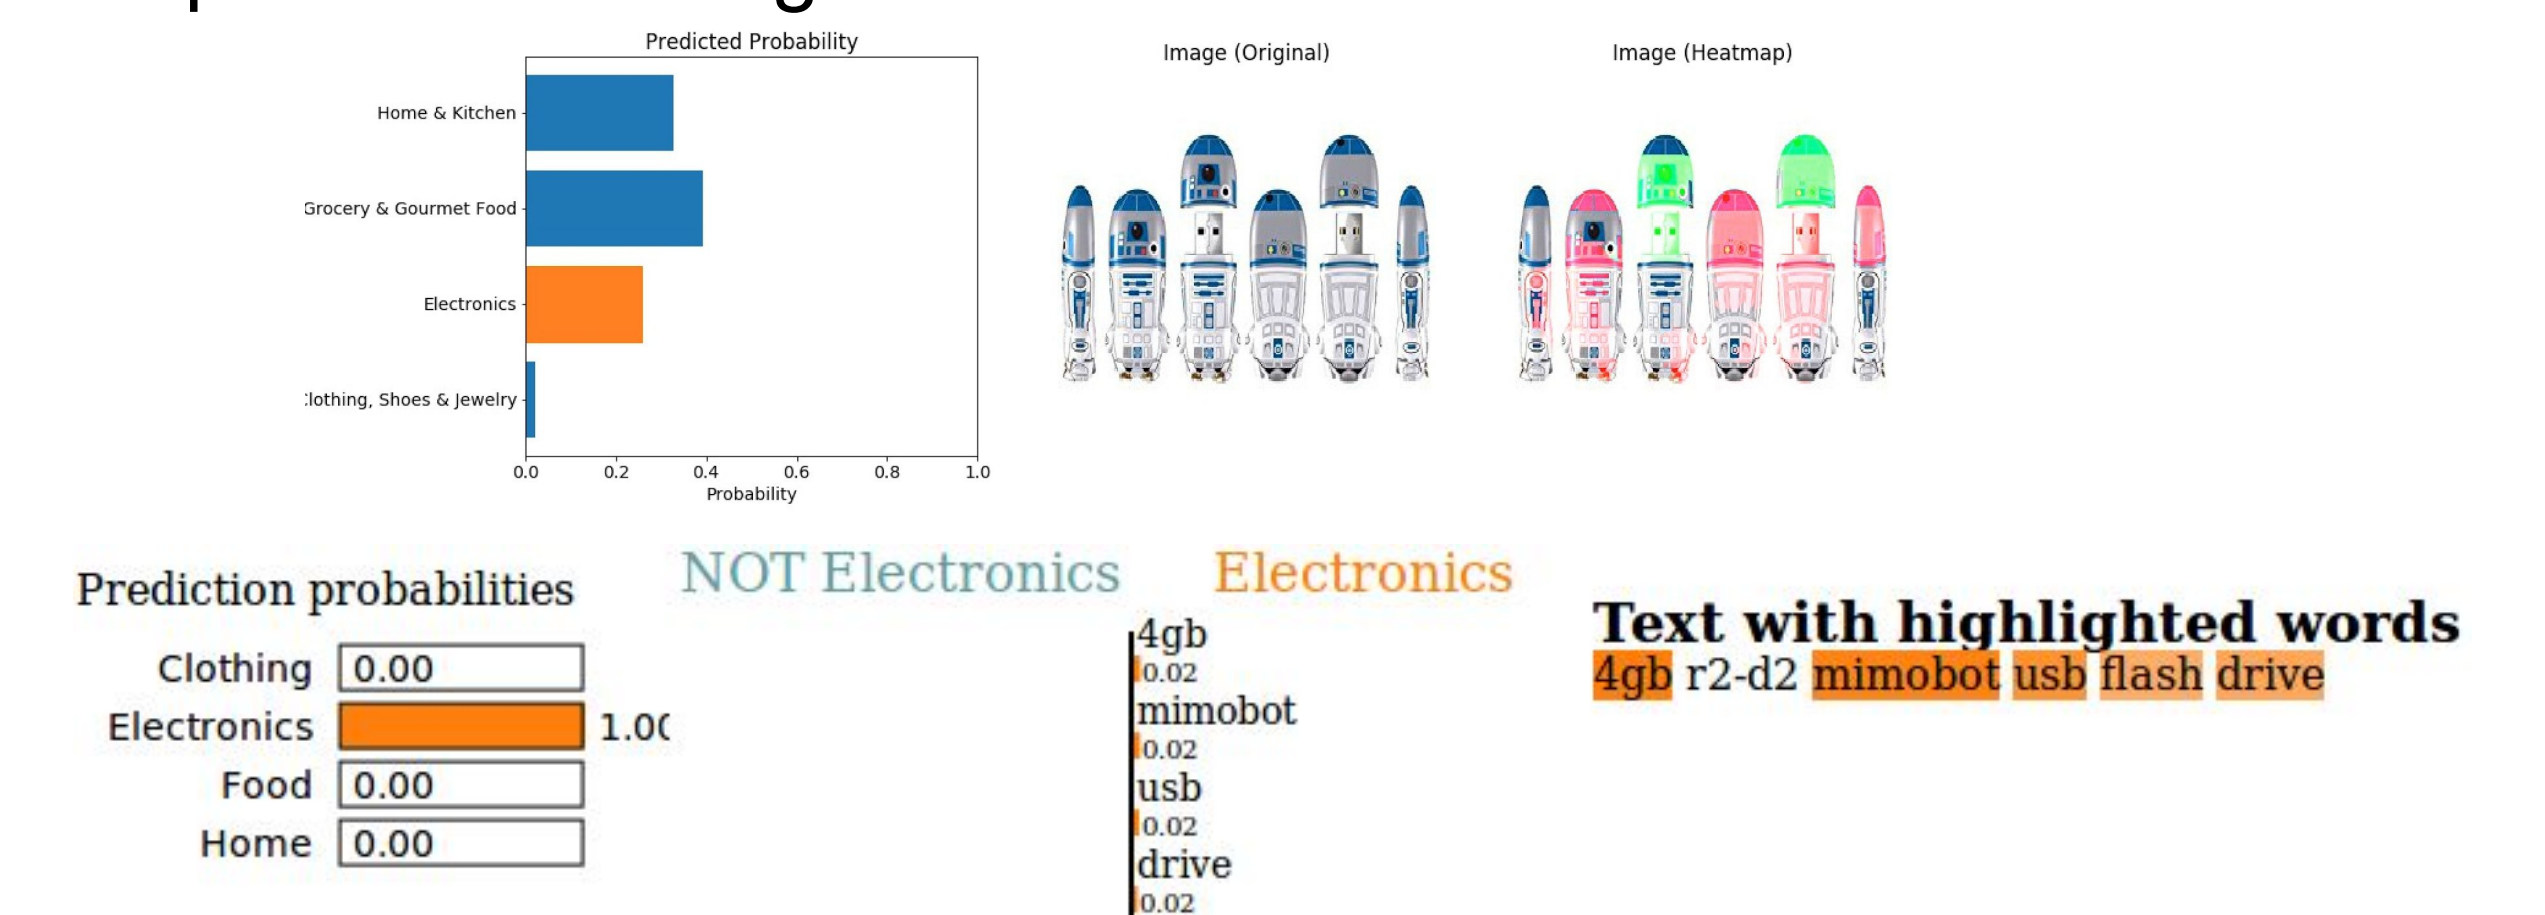 Predicted Probability
Home & Kitchen
Grocery & Gourmet Food
Electronics
lothing, Shoes & Jewelry
0.0 0.2 0.4 0.6 0.8 1.0
Probability
Image (Original)
Image (Heatmap)
Prediction probabilities
Clothing 0.00
Electronics 1.00
Food 0.00
Home 0.00
NOT Electronics
Electronics
4gb
0.02
mimobot
0.02
usb
0.02
drive
0.02
Text with highlighted words
4gb r2-d2 mimobot usb flash drive